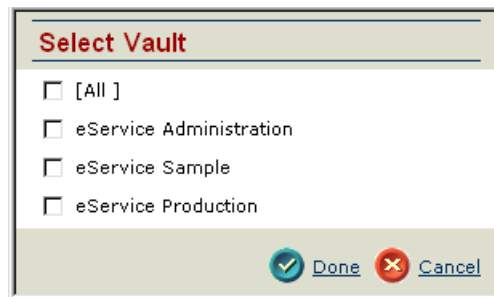 Select Vault
[All ]
eService Administration
eService Sample
eService Production
Done Cancel